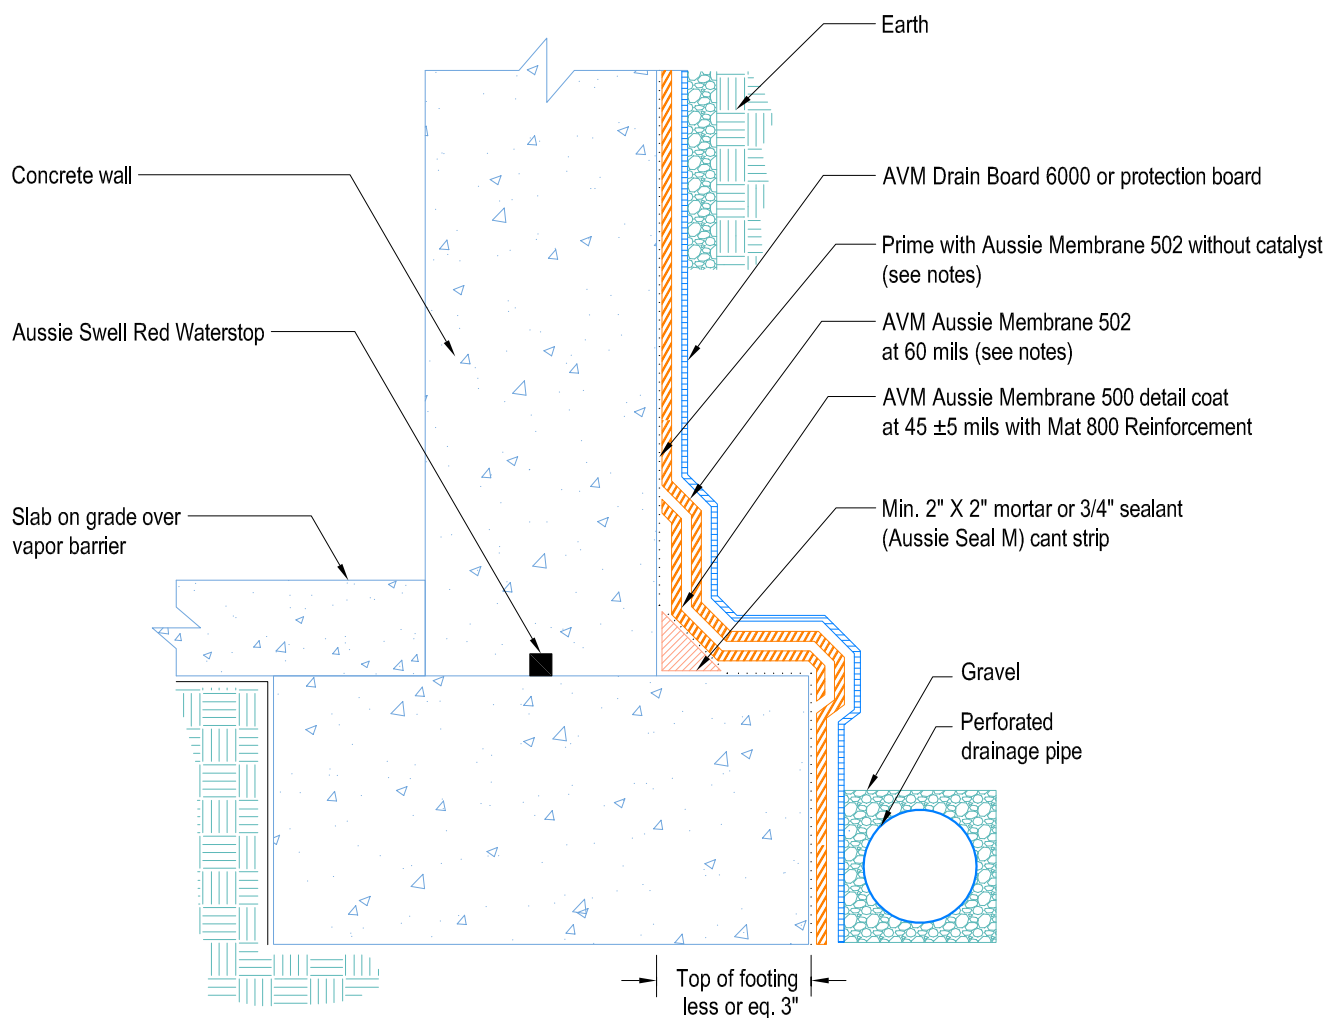 Earth
Concrete wall
AVM Drain Board 6000 or protection board
Prime with Aussie Membrane 502 without catalyst
(see notes)
Aussie Swell Red Waterstop
AVM Aussie Membrane 502
at 60 mils (see notes)
AVM Aussie Membrane 500 detail coat
at 45 ±5 mils with Mat 800 Reinforcement
Slab on grade over
vapor barrier
Min. 2" X 2" mortar or 3/4" sealant
(Aussie Seal M) cant strip
Gravel
Perforated
drainage pipe
Top of footing
less or eq. 3"